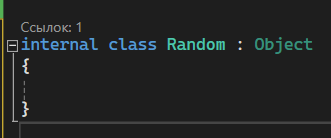 Ссылок: 1
internal class Random : Object
{
}